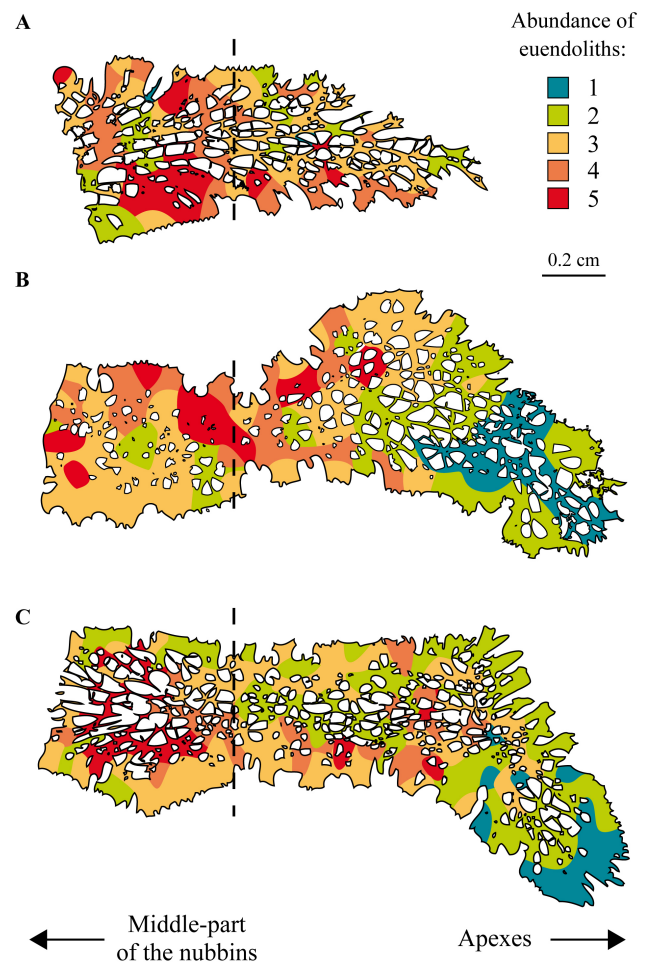 A
Abundance of
euendoliths:
1
2
3
4
5
0.2 cm
B
C
Middle-part
of the nubbins
Apexes